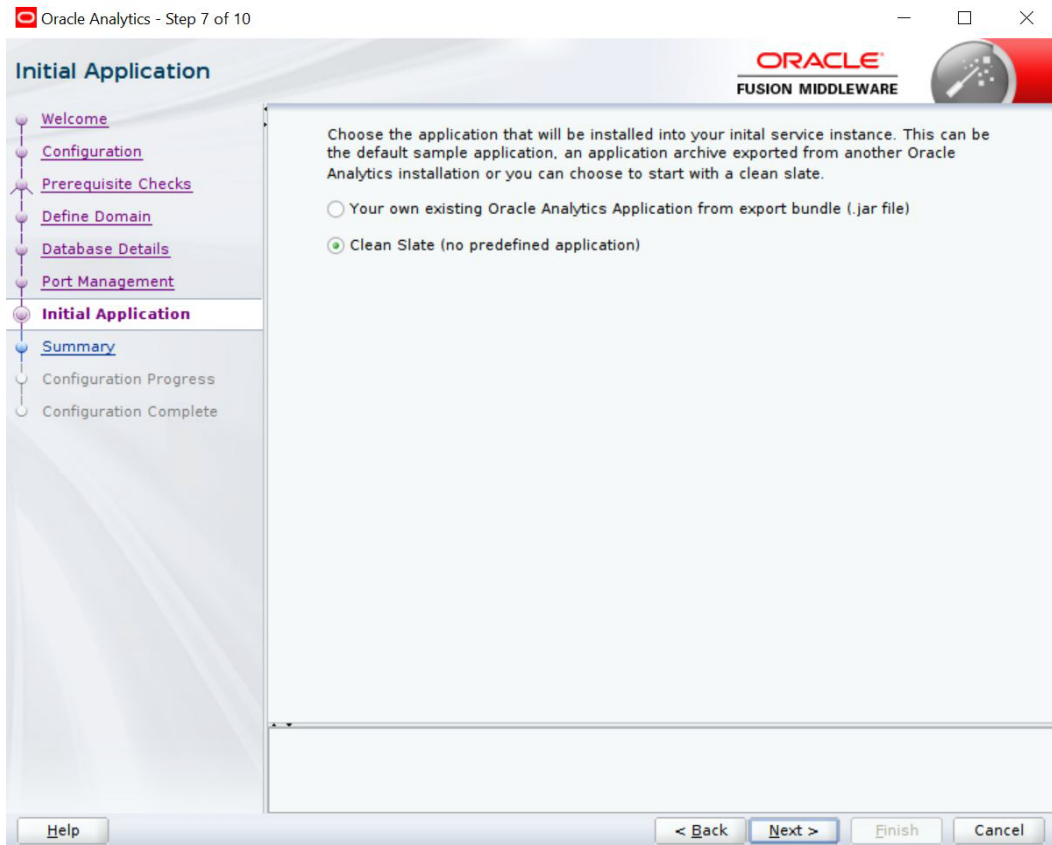 Oracle Analytics - Step 7 of 10
Initial Application
ORACLE
FUSION MIDDLEWARE
Welcome
Configuration
Prerequisite Checks
Define Domain
Database Details
Port Management
Initial Application
Summary
Configuration Progress
Configuration Complete
Choose the application that will be installed into your inital service instance. This can be
the default sample application, an application archive exported from another Oracle
Analytics installation or you can choose to start with a clean slate.
Your own existing Oracle Analytics Application from export bundle (.jar file)
Clean Slate (no predefined application)
Help
< Back
Next >
Finish
Cancel